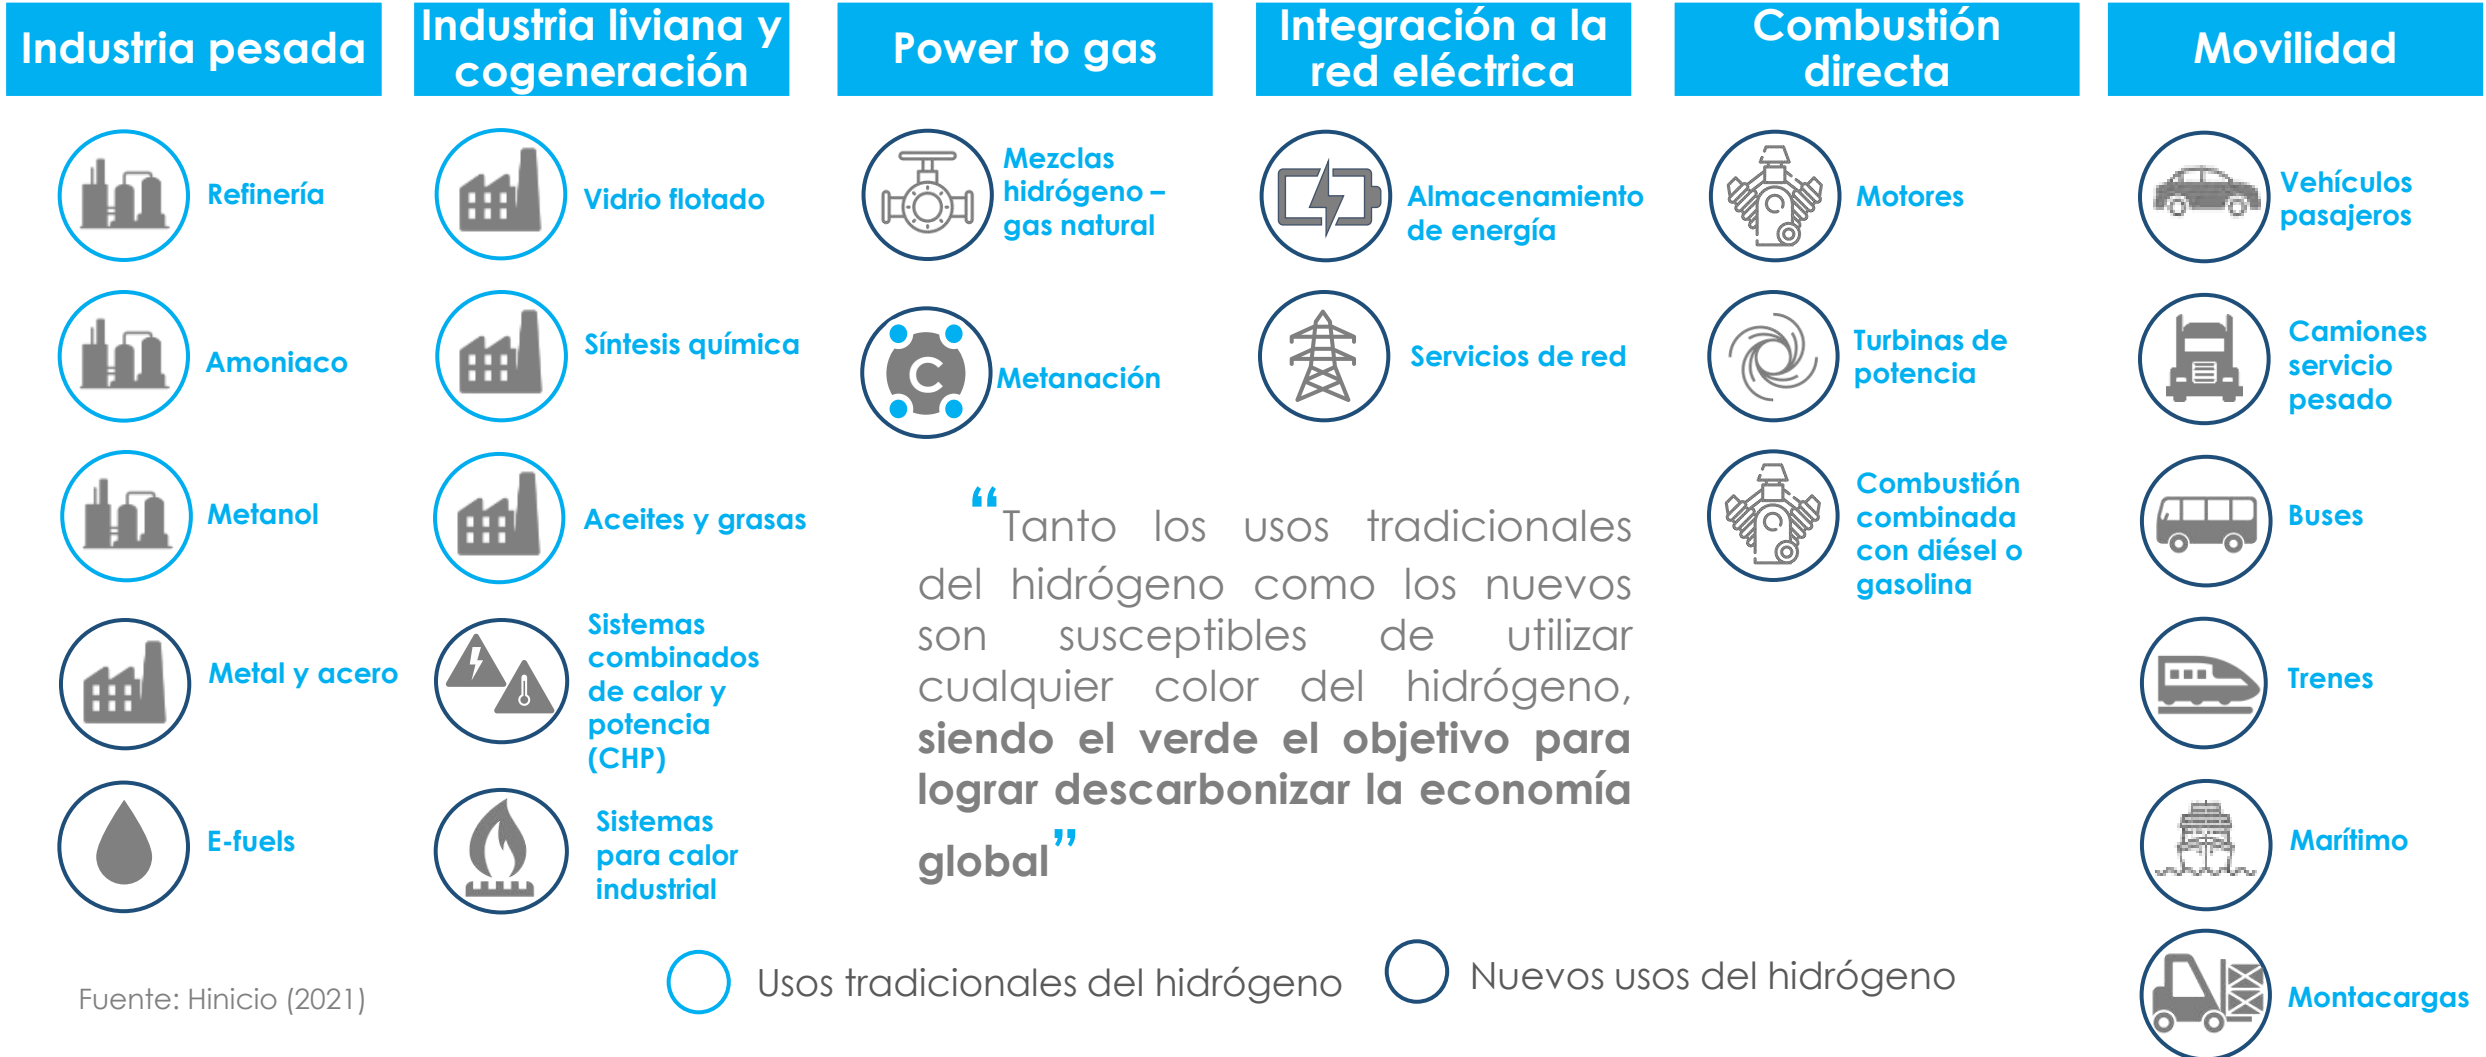 Industria pesada
Refinería
Amoniaco
Metanol
Metal y acero
E-fuels
Industria liviana y
cogeneración
Vidrio flotado
Síntesis química
Aceites y grasas
Sistemas
combinados
de calor y
potencia
(CHP)
Sistemas
para calor
industrial
Power to gas
Mezclas
hidrógeno –
gas natural
C
Metanación
Integración a la
red eléctrica
Almacenamiento
de energía
Servicios de red
Combustión
directa
Motores
Turbinas de
potencia
Combustión
combinada
con diésel o
gasolina
Movilidad
Vehículos
pasajeros
Camiones
servicio
pesado
Buses
Trenes
Marítimo
Montacargas
“Tanto los usos tradicionales
del hidrógeno como los nuevos
son susceptibles de utilizar
cualquier color del hidrógeno,
siendo el verde el objetivo para
lograr descarbonizar la economía
global”
Usos tradicionales del hidrógeno
Nuevos usos del hidrógeno
Fuente: Hinicio (2021)